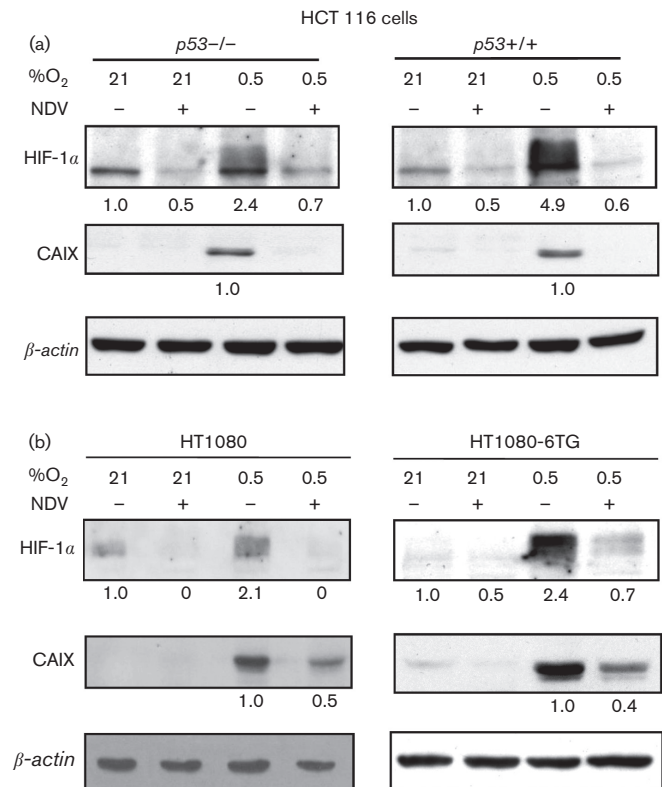 HCT 116 cells
(a) p53−/− p53+/+
%O₂ 21 21 0.5 0.5 21 21 0.5 0.5
NDV − + − + − + − +
HIF-1α
1.0 0.5 2.4 0.7 1.0 0.5 4.9 0.6
CAIX
1.0 1.0
β-actin
(b) HT1080 HT1080-6TG
%O₂ 21 21 0.5 0.5 21 21 0.5 0.5
NDV − + − + − + − +
HIF-1α
1.0 0 2.1 0 1.0 0.5 2.4 0.7
CAIX
1.0 0.5 1.0 0.4
β-actin